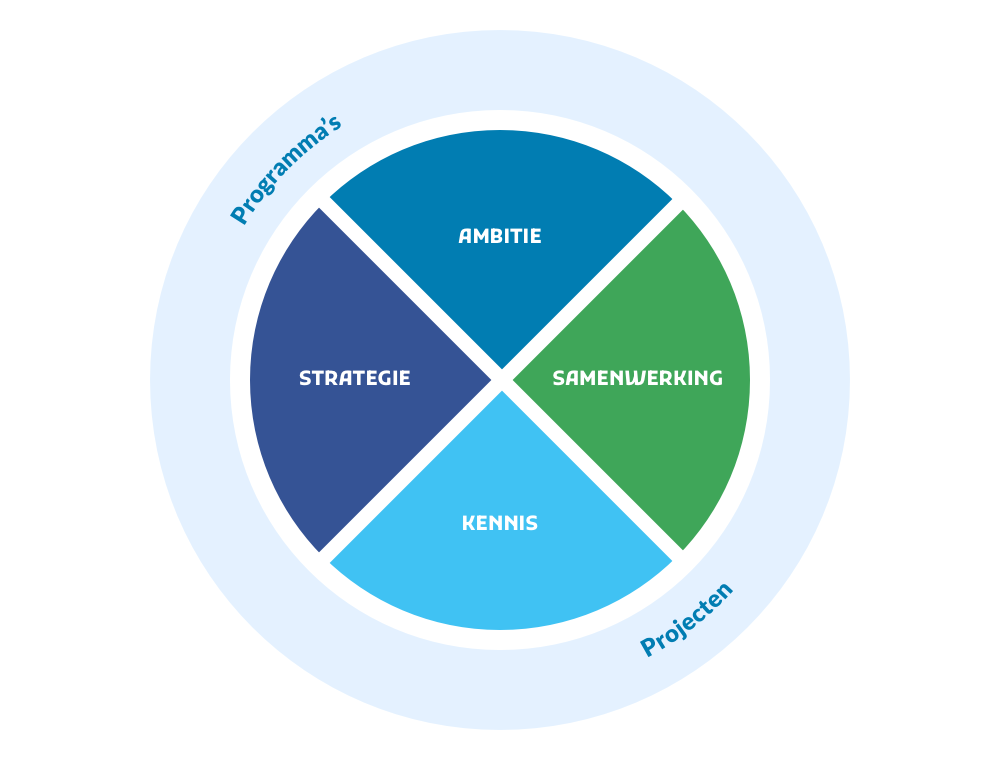 Programma's
AMBITIE
STRATEGIE
SAMENWERKING
KENNIS
Projecten